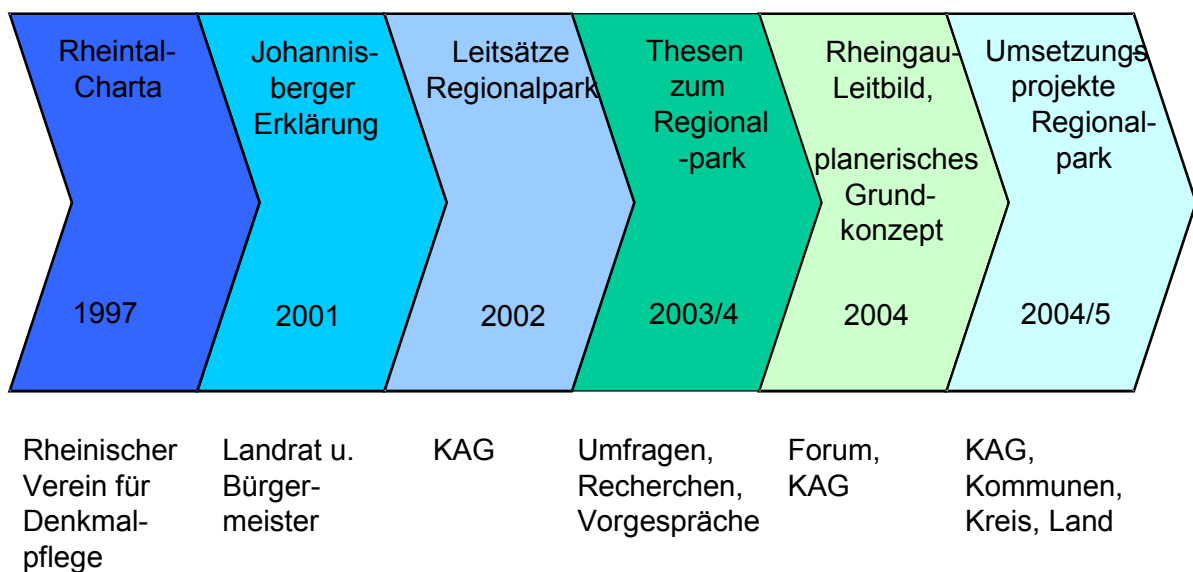 Rheintal-
Charta
1997
Johannis-
berger
Erklärung
2001
Leitsätze
Regionalpark
2002
Thesen
zum
Regional
-park
2003/4
Rheingau-
Leitbild,
planerisches
Grund-
konzept
2004
Umsetzungs
projekte
Regional-
park
2004/5
Rheinischer
Verein für
Denkmal-
pflege
Landrat u.
Bürger-
meister
KAG
Umfragen,
Recherchen,
Vorgespräche
Forum,
KAG
KAG,
Kommunen,
Kreis, Land